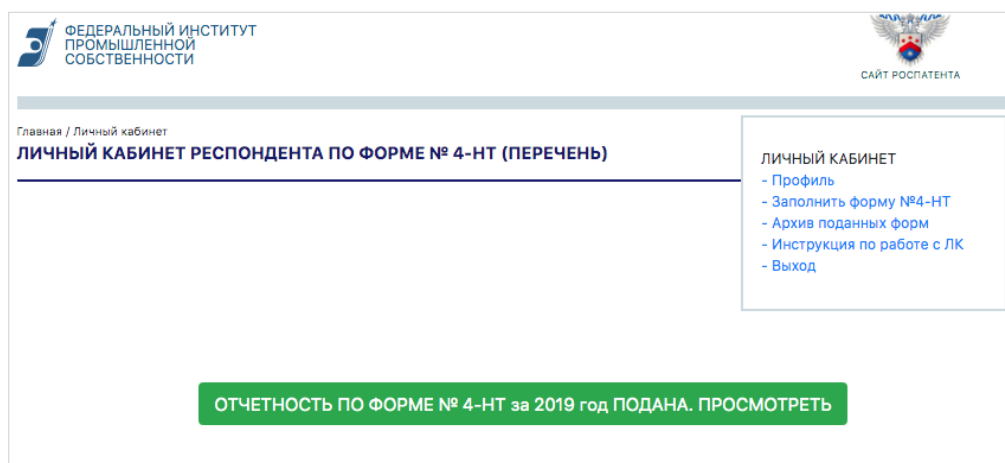 ФЕДЕРАЛЬНЫЙ ИНСТИТУТ
ПРОМЫШЛЕННОЙ
СОБСТВЕННОСТИ
САЙТ РОСПАТЕНТА
Главная / Личный кабинет
ЛИЧНЫЙ КАБИНЕТ РЕСПОНДЕНТА ПО ФОРМЕ № 4-НТ (ПЕРЕЧЕНЬ)
ЛИЧНЫЙ КАБИНЕТ
- Профиль
- Заполнить форму №4-НТ
- Архив поданных форм
- Инструкция по работе с ЛК
- Выход
ОТЧЕТНОСТЬ ПО ФОРМЕ № 4-НТ за 2019 год ПОДАНА. ПРОСМОТРЕТЬ